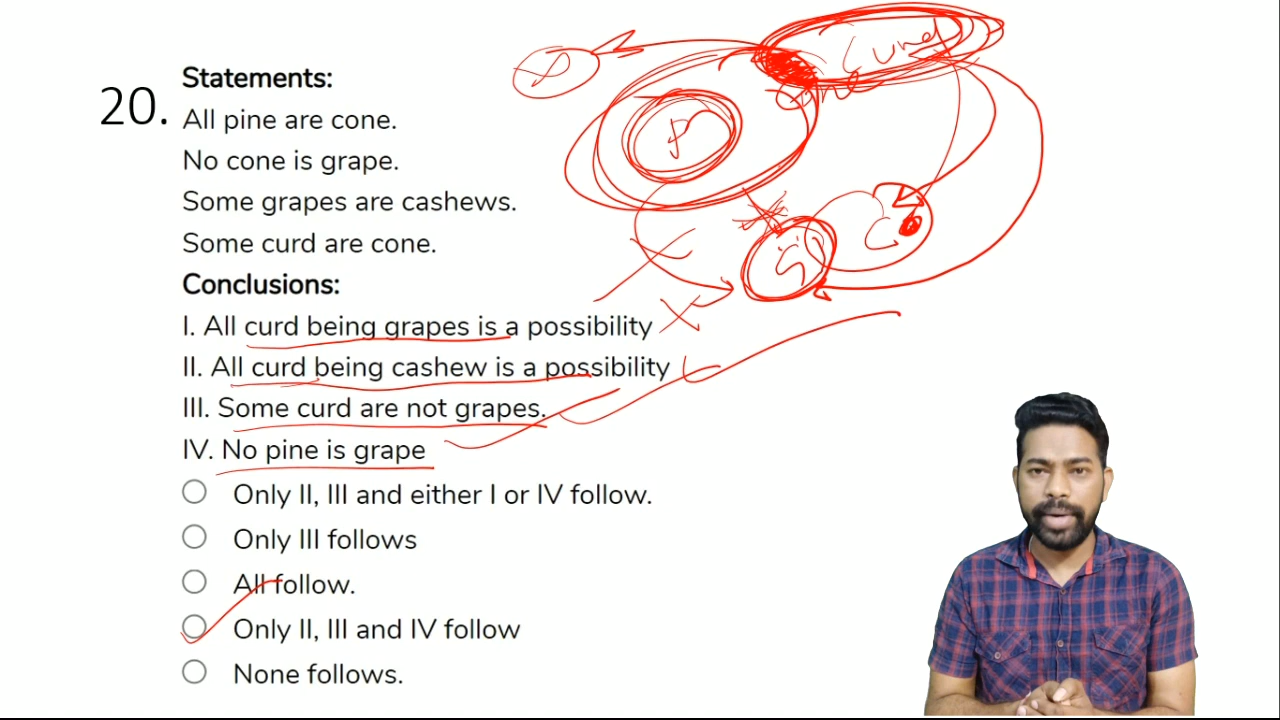 20.
Statements:
All pine are cone.
No cone is grape.
Some grapes are cashews.
Some curd are cone.
Conclusions:
I. All curd being grapes is a possibility
II. All curd being cashew is a possibility
III. Some curd are not grapes.
IV. No pine is grape
Only II, III and either I or IV follow.
Only III follows
All follow.
Only II, III and IV follow
None follows.
P
G
C